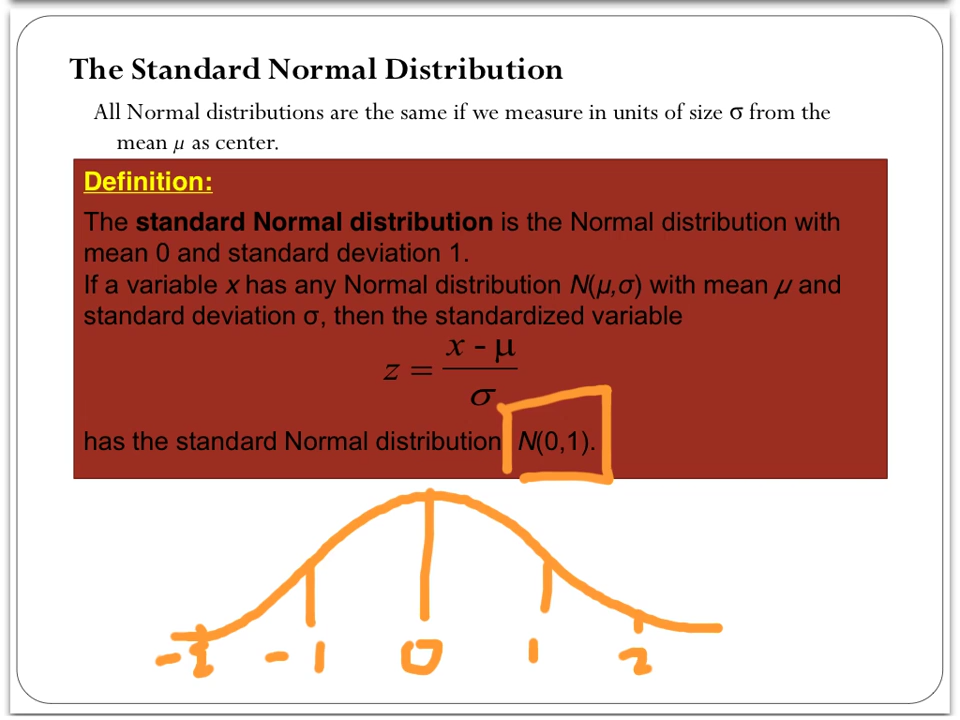 The Standard Normal Distribution
All Normal distributions are the same if we measure in units of size σ from the
mean µ as center.
Definition:
The standard Normal distribution is the Normal distribution with
mean 0 and standard deviation 1.
If a variable x has any Normal distribution N(µ,σ) with mean µ and
standard deviation σ, then the standardized variable
z = (x - µ) / σ
has the standard Normal distribution, N(0,1).
-2 -1 0 1 2